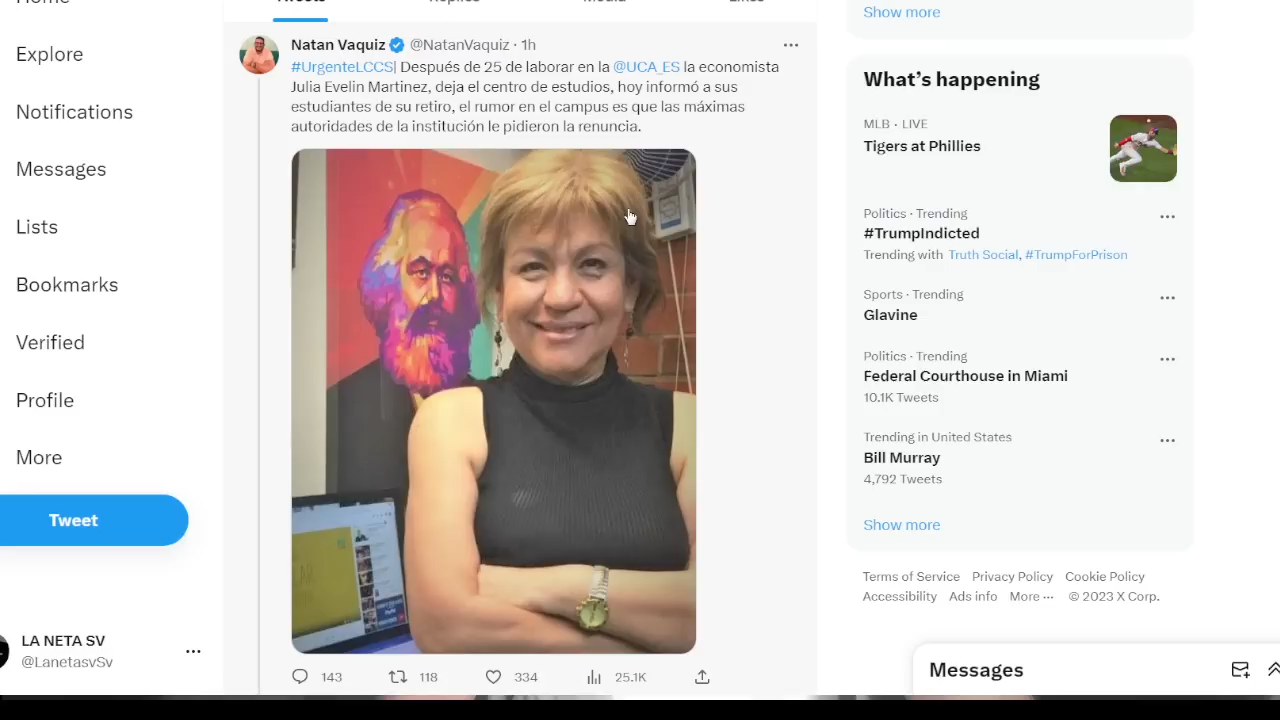 Explore
Notifications
Messages
Lists
Bookmarks
Verified
Profile
More
Tweet
LA NETA SV
@LanetasvSv
Natan Vaquiz @NatanVaquiz · 1h
#UrgenteLCCS| Después de 25 de laborar en la @UCA_ES la economista
Julia Evelin Martinez, deja el centro de estudios, hoy informó a sus
estudiantes de su retiro, el rumor en el campus es que las máximas
autoridades de la institución le pidieron la renuncia.
143 118 334 25.1K
Show more
What's happening
MLB · LIVE
Tigers at Phillies
Politics · Trending
#TrumpIndicted
Trending with Truth Social, #TrumpForPrison
Sports · Trending
Glavine
Politics · Trending
Federal Courthouse in Miami
10.1K Tweets
Trending in United States
Bill Murray
4,792 Tweets
Show more
Terms of Service Privacy Policy Cookie Policy
Accessibility Ads info More ··· © 2023 X Corp.
Messages